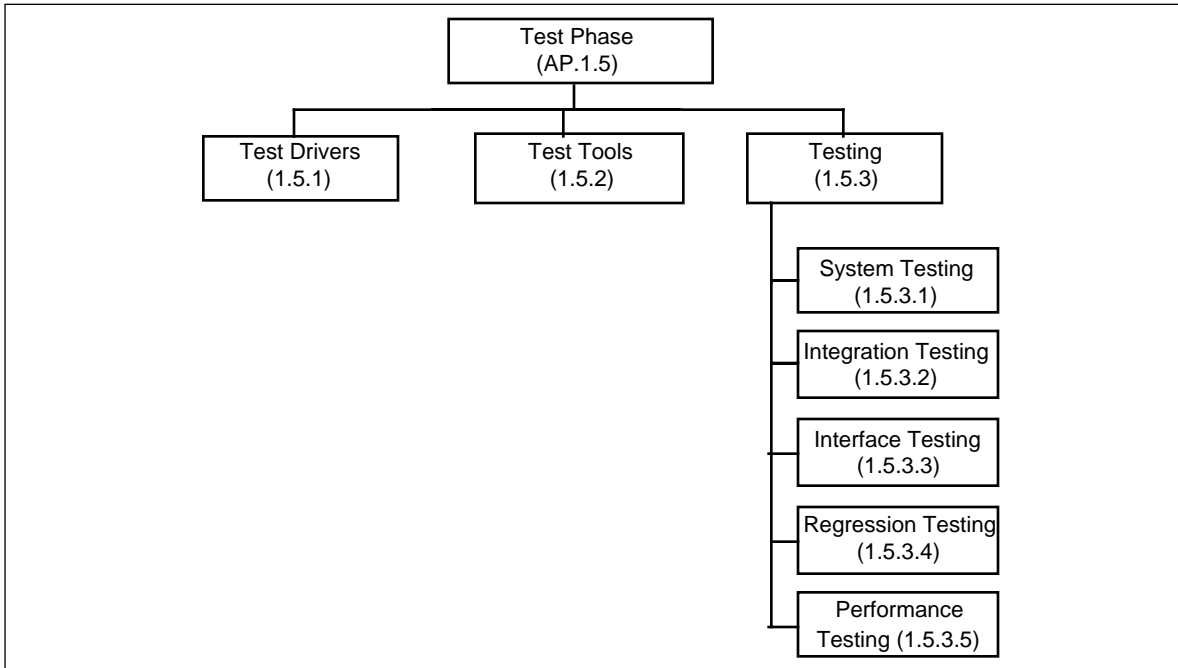 Test Phase
(AP.1.5)
Test Drivers
(1.5.1)
Test Tools
(1.5.2)
Testing
(1.5.3)
System Testing
(1.5.3.1)
Integration Testing
(1.5.3.2)
Interface Testing
(1.5.3.3)
Regression Testing
(1.5.3.4)
Performance
Testing (1.5.3.5)